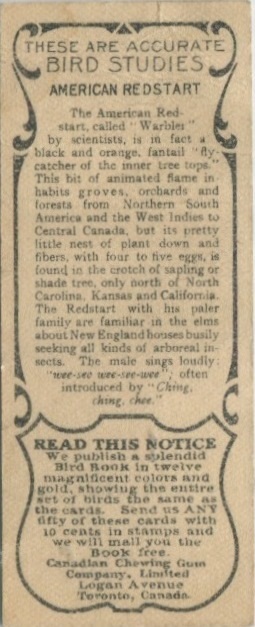 THESE ARE ACCURATE
BIRD STUDIES
AMERICAN REDSTART
The American Red-
start, called "Warbler"
by scientists, is in fact a
black and orange, fantail "fly-
catcher of the inner tree tops."
This bit of animated flame in-
habits groves, orchards and
forests from Northern South
America and the West Indies to
Central Canada, but its pretty
little nest of plant down and
fibers, with four to five eggs, is
found in the crotch of sapling or
shade tree, only north of North
Carolina, Kansas and California.
The Redstart with his paler
family are familiar in the elms
about New England houses busily
seeking all kinds of arboreal in-
sects. The male sings loudly:
"wee-see wee-see-wee"; often
introduced by "Ching,
ching, chee."
READ THIS NOTICE
We publish a splendid
Bird Book in twelve
magnificent colors and
gold, showing the entire
set of birds the same as
the cards. Send us ANY
fifty of these cards with
10 cents in stamps and
we will mail you the
Book free.
Canadian Chewing Gum
Company, Limited
Logan Avenue
Toronto, Canada.